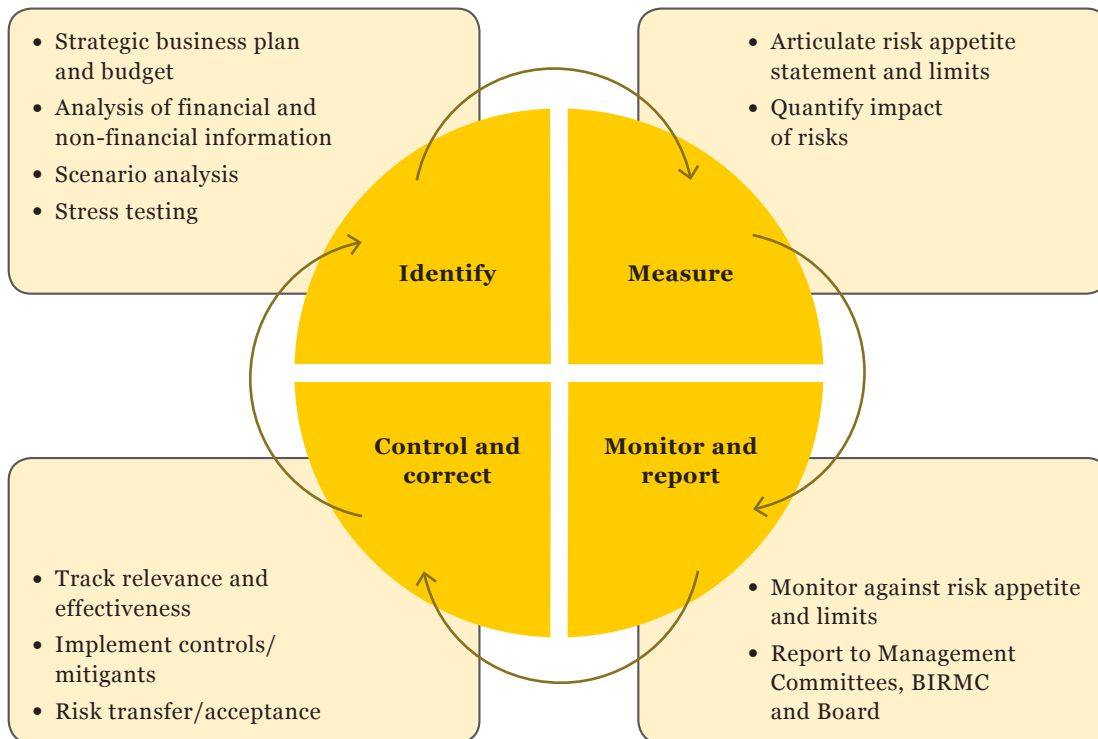 • Strategic business plan
and budget
• Analysis of financial and
non-financial information
• Scenario analysis
• Stress testing
• Articulate risk appetite
statement and limits
• Quantify impact
of risks
Identify
Measure
Control and
correct
Monitor and
report
• Track relevance and
effectiveness
• Implement controls/
mitigants
• Risk transfer/acceptance
• Monitor against risk appetite
and limits
• Report to Management
Committees, BIRMC
and Board